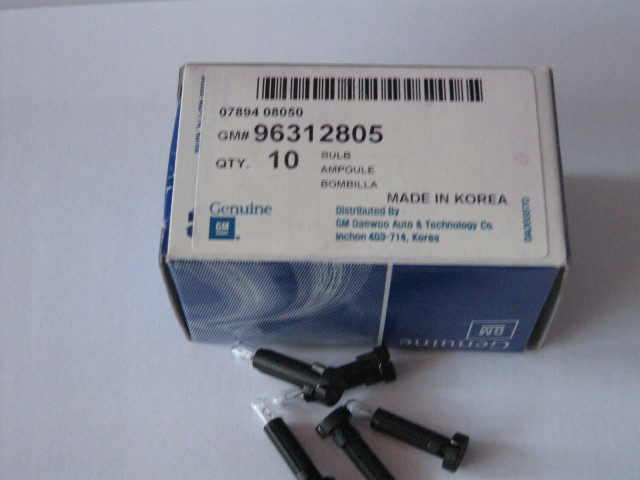 07894 08050
GM# 96312805
QTY. 10 BULB
AMPOULE
BOMBILLA
MADE IN KOREA
Genuine
GM
Distributed By
GM Daewoo Auto & Technology Co.
Inchon 403-714, Korea
GM
Genuine